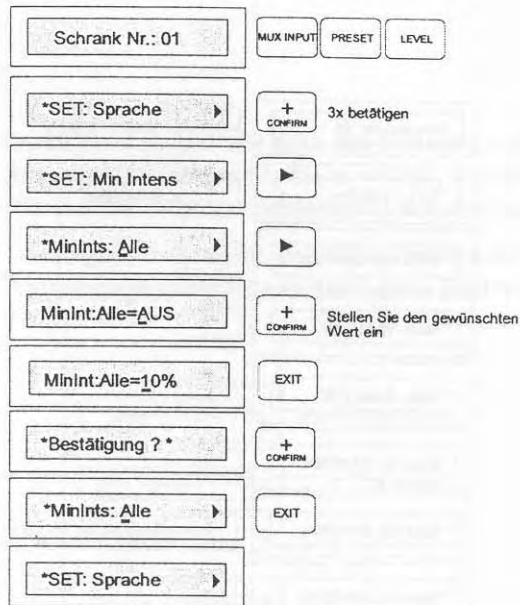 Schrank Nr.: 01
MUX INPUT PRESET LEVEL
*SET: Sprache
+ CONFIRM 3x betätigen
*SET: Min Intens
*MinInts: Alle
MinInt:Alle=AUS
+ CONFIRM Stellen Sie den gewünschten
Wert ein
MinInt:Alle=10%
EXIT
*Bestätigung ? *
+ CONFIRM
*MinInts: Alle
EXIT
*SET: Sprache